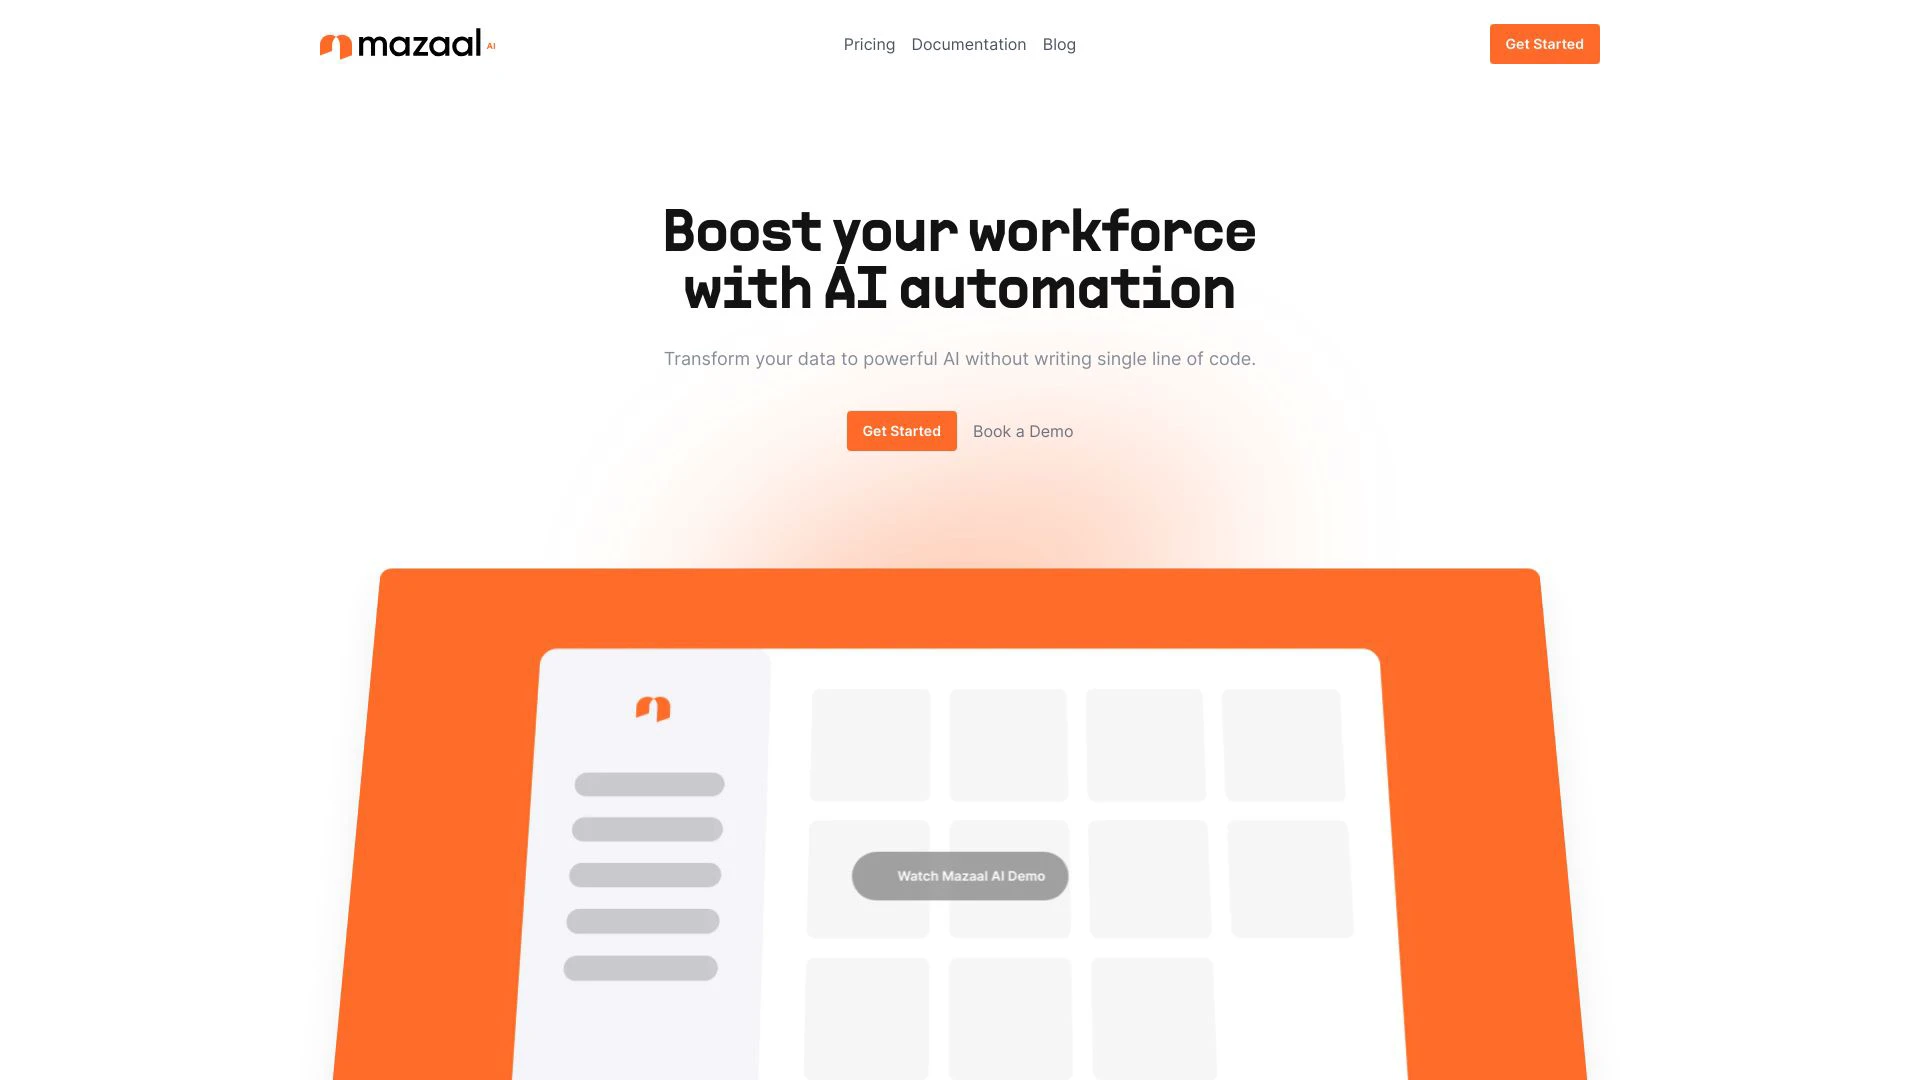 mazaal AI
Pricing Documentation Blog
Get Started
Boost your workforce
with AI automation
Transform your data to powerful AI without writing single line of code.
Get Started
Book a Demo
Watch Mazaal AI Demo